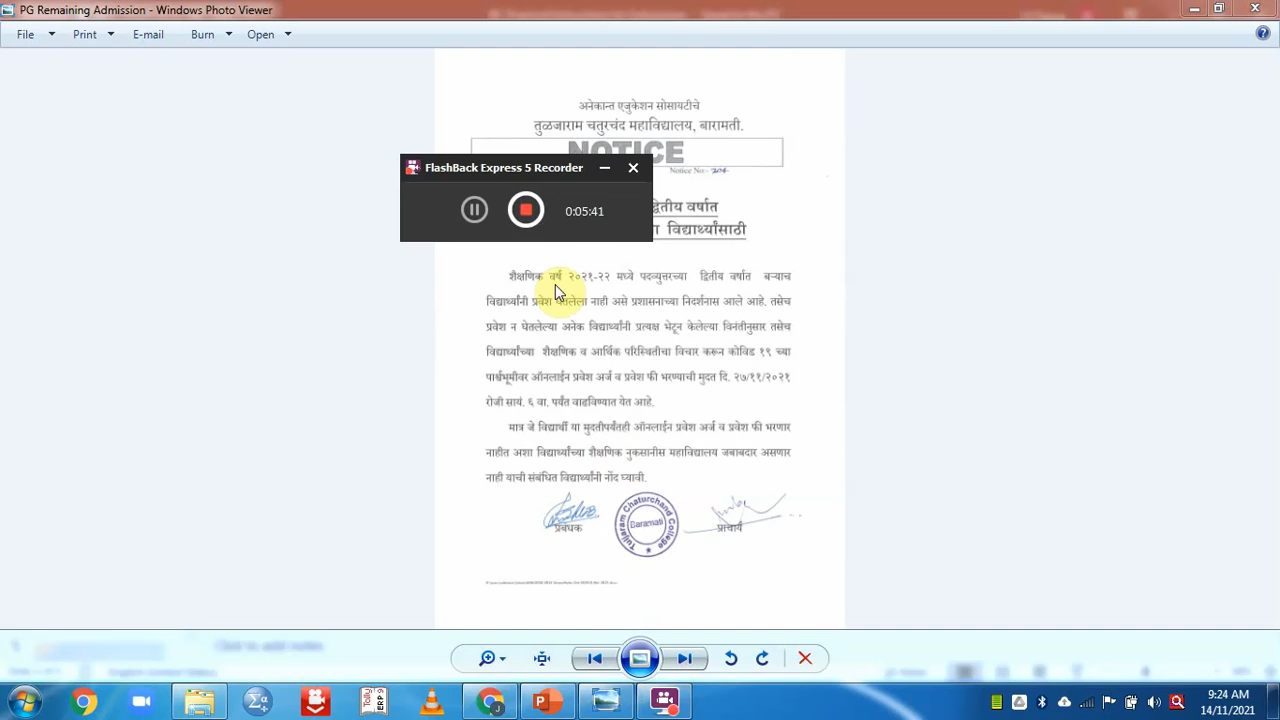 PG Remaining Admission - Windows Photo Viewer
File Print E-mail Burn Open
अनेकान्त एजुकेशन सोसायटीचे
तुळजाराम चतुरचंद महाविद्यालय, बारामती.
NOTICE
Notice No:-
FlashBack Express 5 Recorder
0:05:41
द्वितीय वर्षात
विद्यार्थ्यांसाठी
शैक्षणिक वर्ष २०२१-२२ मध्ये पदव्युत्तरच्या द्वितीय वर्षात बऱ्याच
विद्यार्थ्यांनी प्रवेश नाही असे प्रशासनाच्या निदर्शनास आले आहे. तसेच
प्रवेश न घेतलेल्या अनेक विद्यार्थ्यांनी प्रत्यक्ष भेटून केलेल्या विनंतीनुसार तसेच
विद्यार्थ्यांच्या शैक्षणिक व आर्थिक परिस्थितीचा विचार करून कोविड १९ च्या
पार्श्वभूमीवर ऑनलाईन प्रवेश अर्ज व प्रवेश फी भरण्याची मुदत दि. २७/११/२०२१
रोजी सायं. ६ वा. पर्यंत वाढविण्यात येत आहे.
मात्र जे विद्यार्थी या मुदतीपर्यंतही ऑनलाईन प्रवेश अर्ज व प्रवेश फी भरणार
नाहीत अशा विद्यार्थ्यांच्या शैक्षणिक नुकसानीस महाविद्यालय जबाबदार असणार
नाही याची संबंधित विद्यार्थ्यांनी नोंद घ्यावी.
Tuljaram Chaturchand College
Baramati
प्रबंधक
प्राचार्य
9:24 AM
14/11/2021